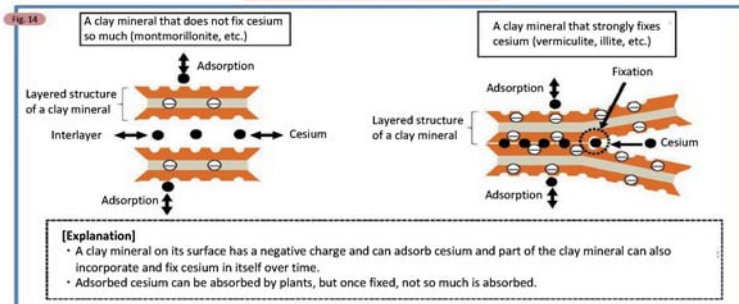 Fig. 14
A clay mineral that does not fix cesium
so much (montmorillonite, etc.)
Adsorption
Layered structure
of a clay mineral
Interlayer
Cesium
Adsorption
A clay mineral that strongly fixes
cesium (vermiculite, illite, etc.)
Fixation
Adsorption
Layered structure
of a clay mineral
Cesium
Adsorption
[Explanation]
・A clay mineral on its surface has a negative charge and can adsorb cesium and part of the clay mineral can also
incorporate and fix cesium in itself over time.
・Adsorbed cesium can be absorbed by plants, but once fixed, not so much is absorbed.